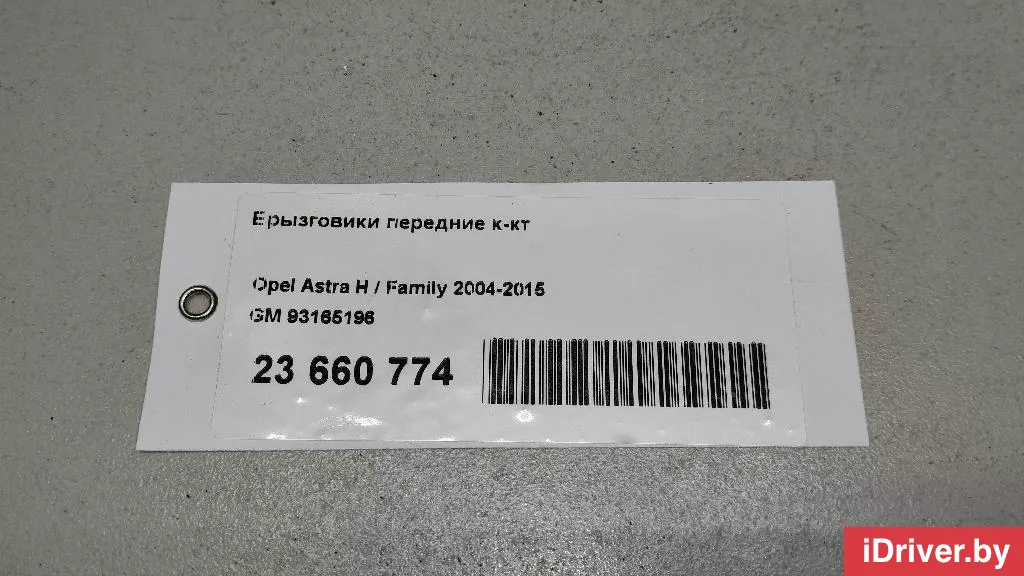 Брызговики передние к-кт
Opel Astra H / Family 2004-2015
GM 93165196
23 660 774
iDriver.by